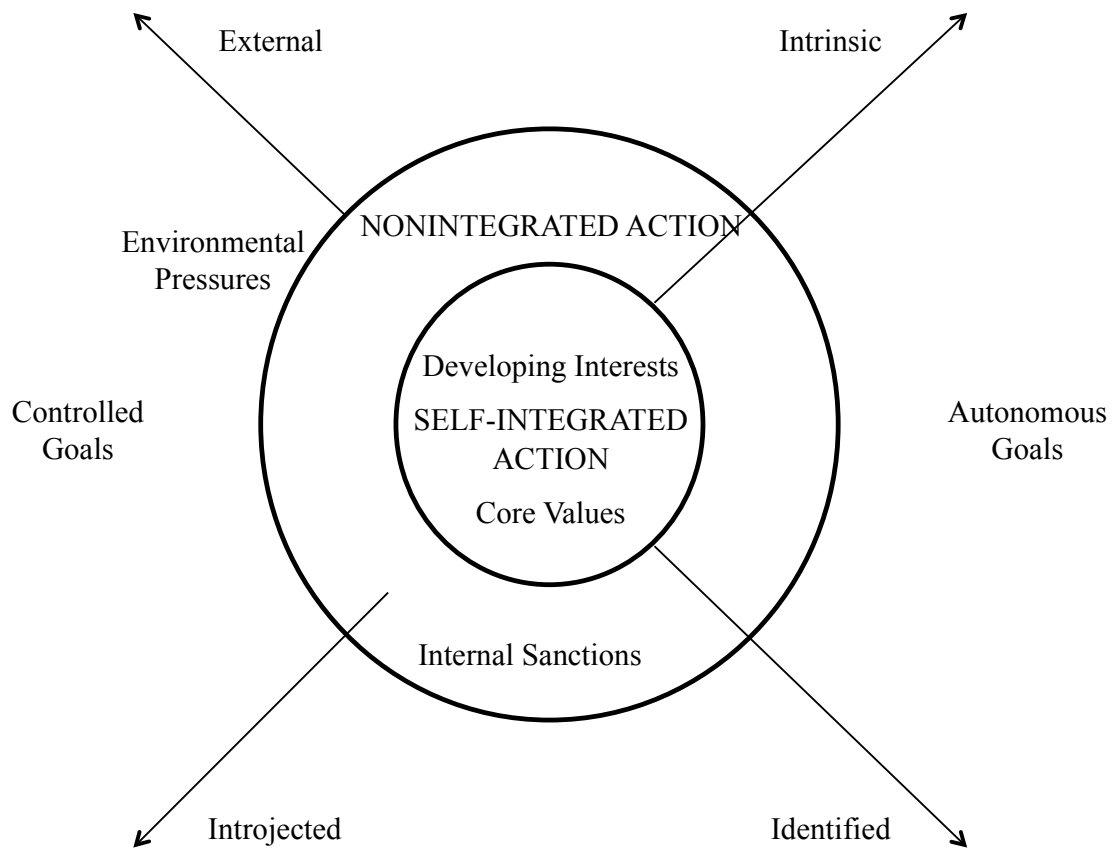 External
Intrinsic
NONINTEGRATED ACTION
Environmental
Pressures
Developing Interests
Controlled
Goals
SELF-INTEGRATED
ACTION
Autonomous
Goals
Core Values
Internal Sanctions
Introjected
Identified